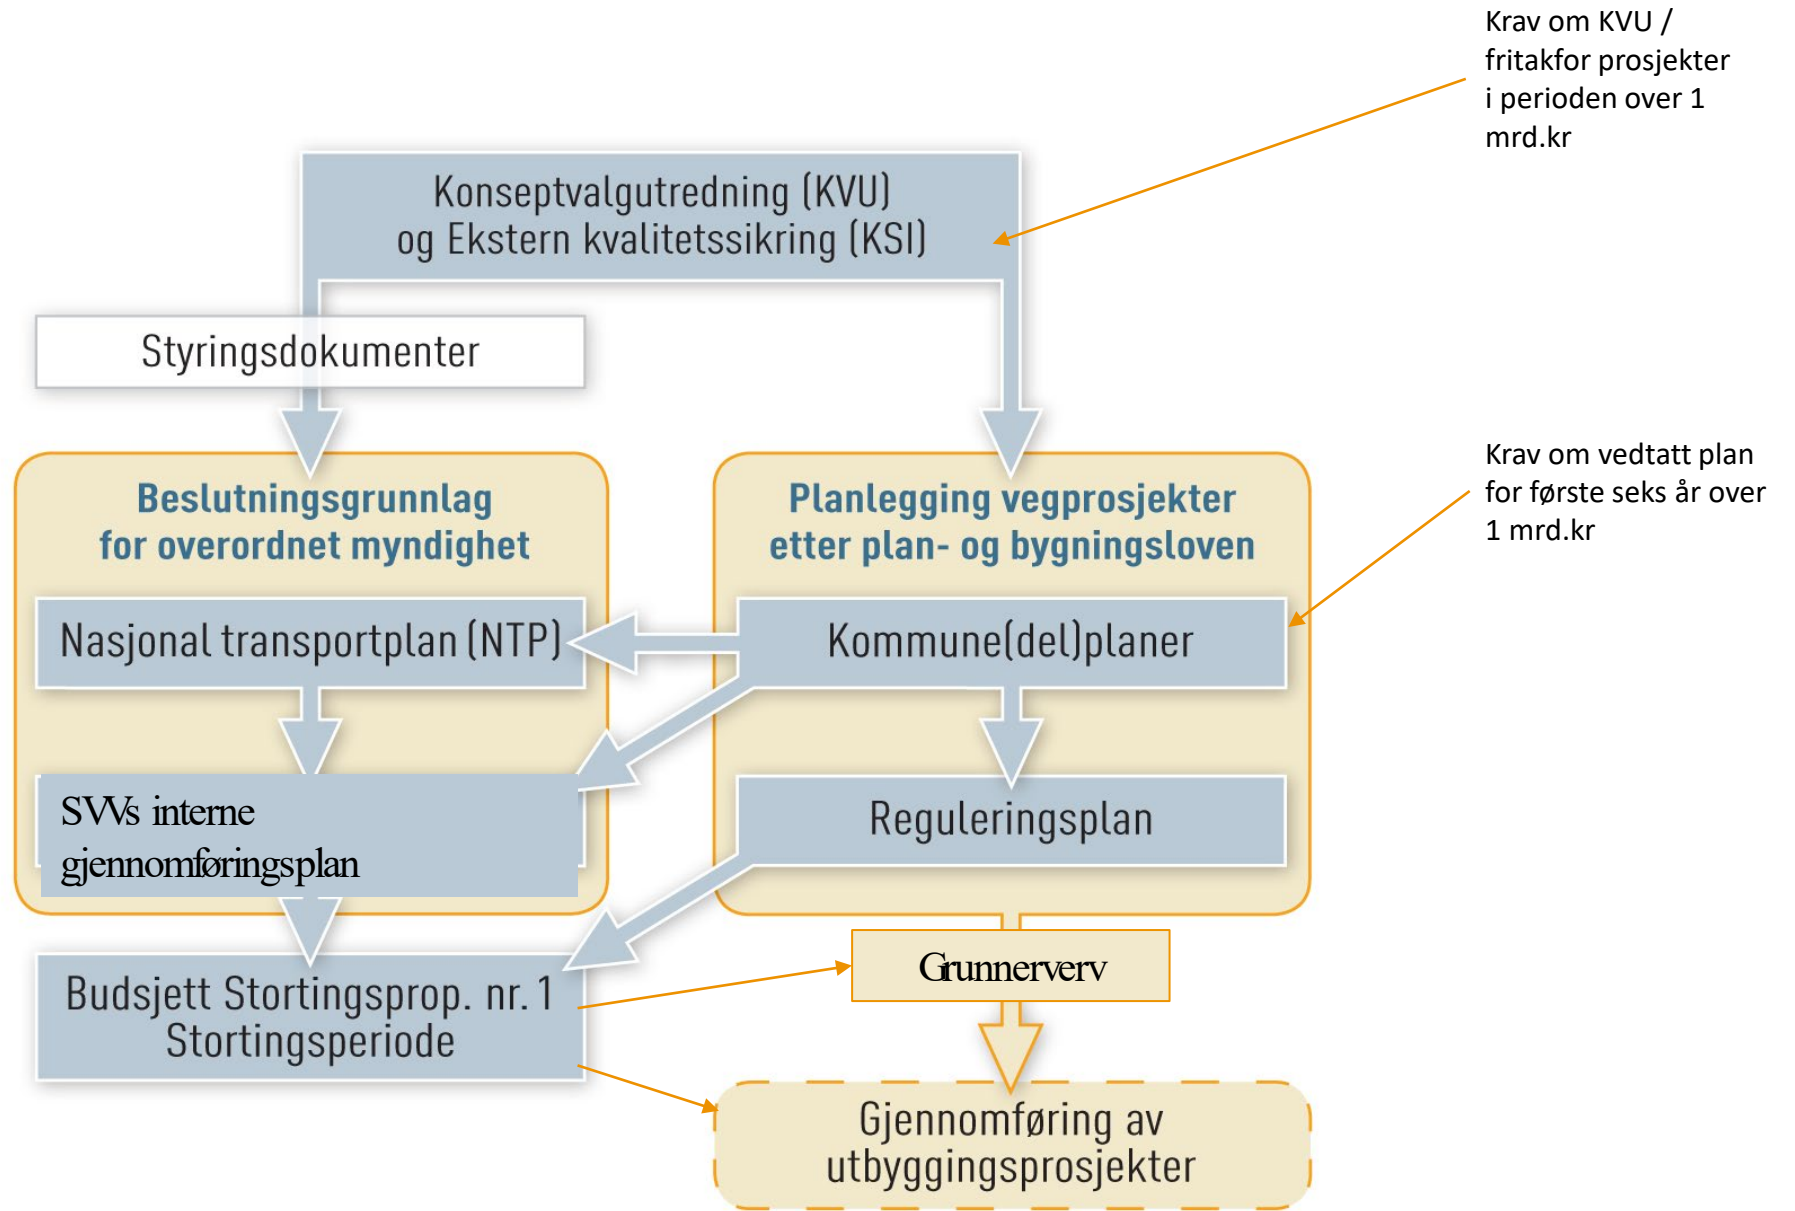 Krav om KVU /
fritakfor prosjekter
i perioden over 1
mrd.kr
Konseptvalgutredning (KVU)
og Ekstern kvalitetssikring (KSI)
Styringsdokumenter
Beslutningsgrunnlag
for overordnet myndighet
Planlegging vegprosjekter
etter plan- og bygningsloven
Krav om vedtatt plan
for første seks år over
1 mrd.kr
Nasjonal transportplan (NTP)
Kommune(del)planer
SVVs interne
gjennomføringsplan
Reguleringsplan
Budsjett Stortingsprop. nr. 1
Stortingsperiode
Grunnerverv
Gjennomføring av
utbyggingsprosjekter